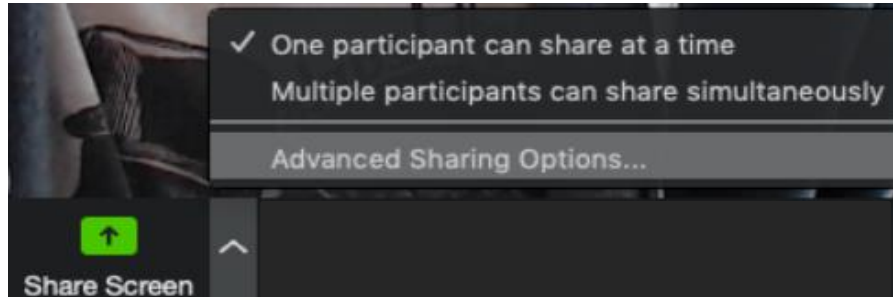 One participant can share at a time
Multiple participants can share simultaneously
Advanced Sharing Options...
Share Screen